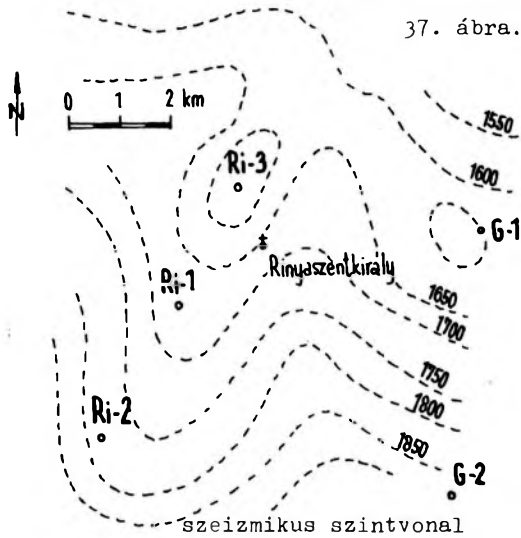 37. ábra.
N
0 1 2 km
1550
1600
Ri-3
G-1
Rinyaszéntkirály
Ri-1
1650
1700
1750
1800
Ri-2
1850
G-2
szeizmikus szintvonal